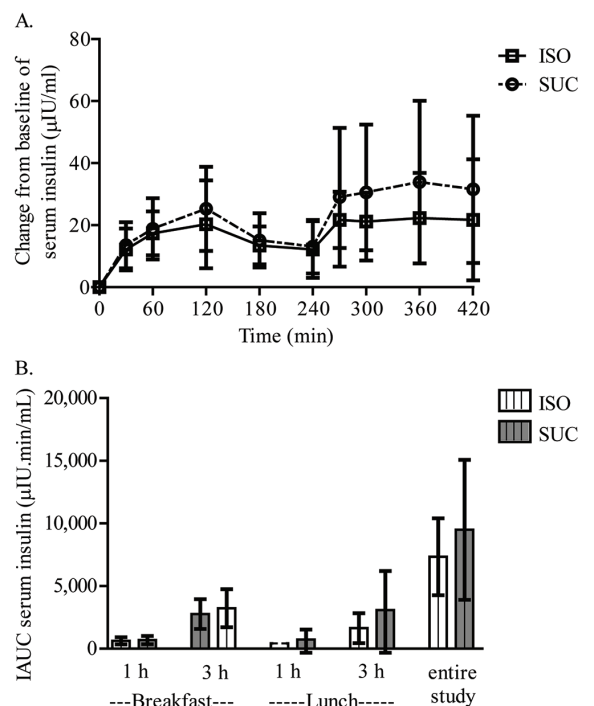 A.
Change from baseline of
serum insulin (μIU/ml)
80
60
40
20
0
0 60 120 180 240 300 360 420
Time (min)
ISO
SUC
B.
IAUC serum insulin (μIU.min/mL)
20,000
15,000
10,000
5,000
0
1 h 3 h 1 h 3 h entire
study
---Breakfast--- -----Lunch-----
ISO
SUC